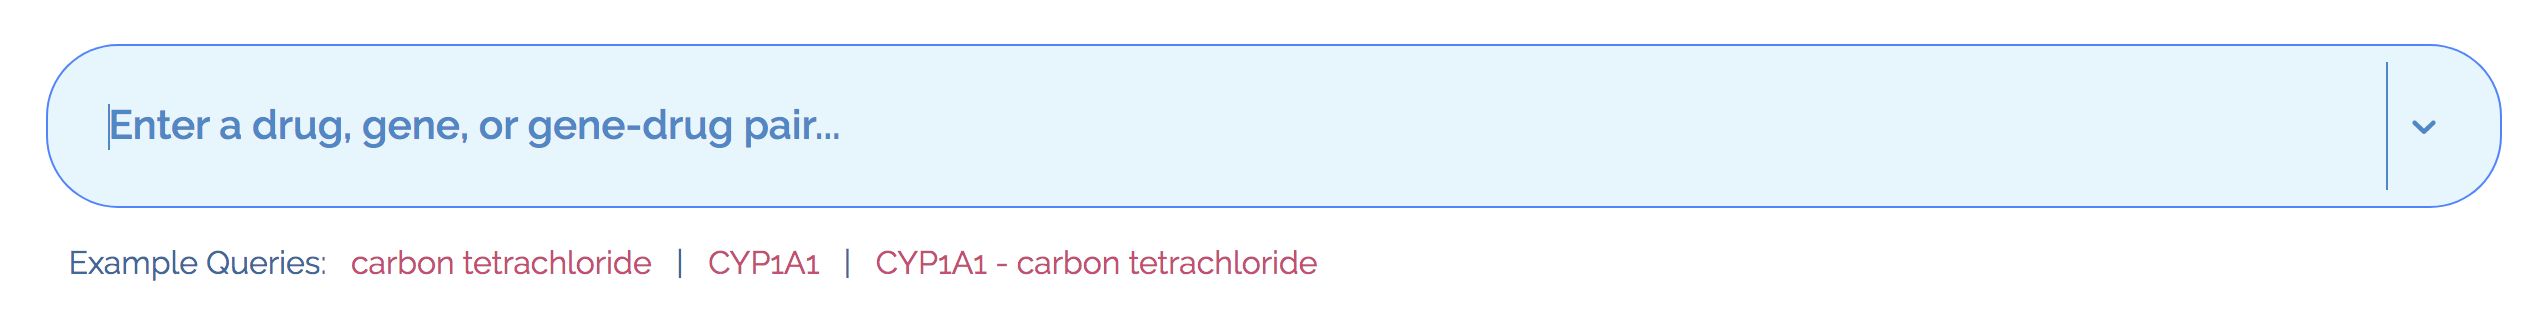 Enter a drug, gene, or gene-drug pair...
Example Queries: carbon tetrachloride | CYP1A1 | CYP1A1 - carbon tetrachloride